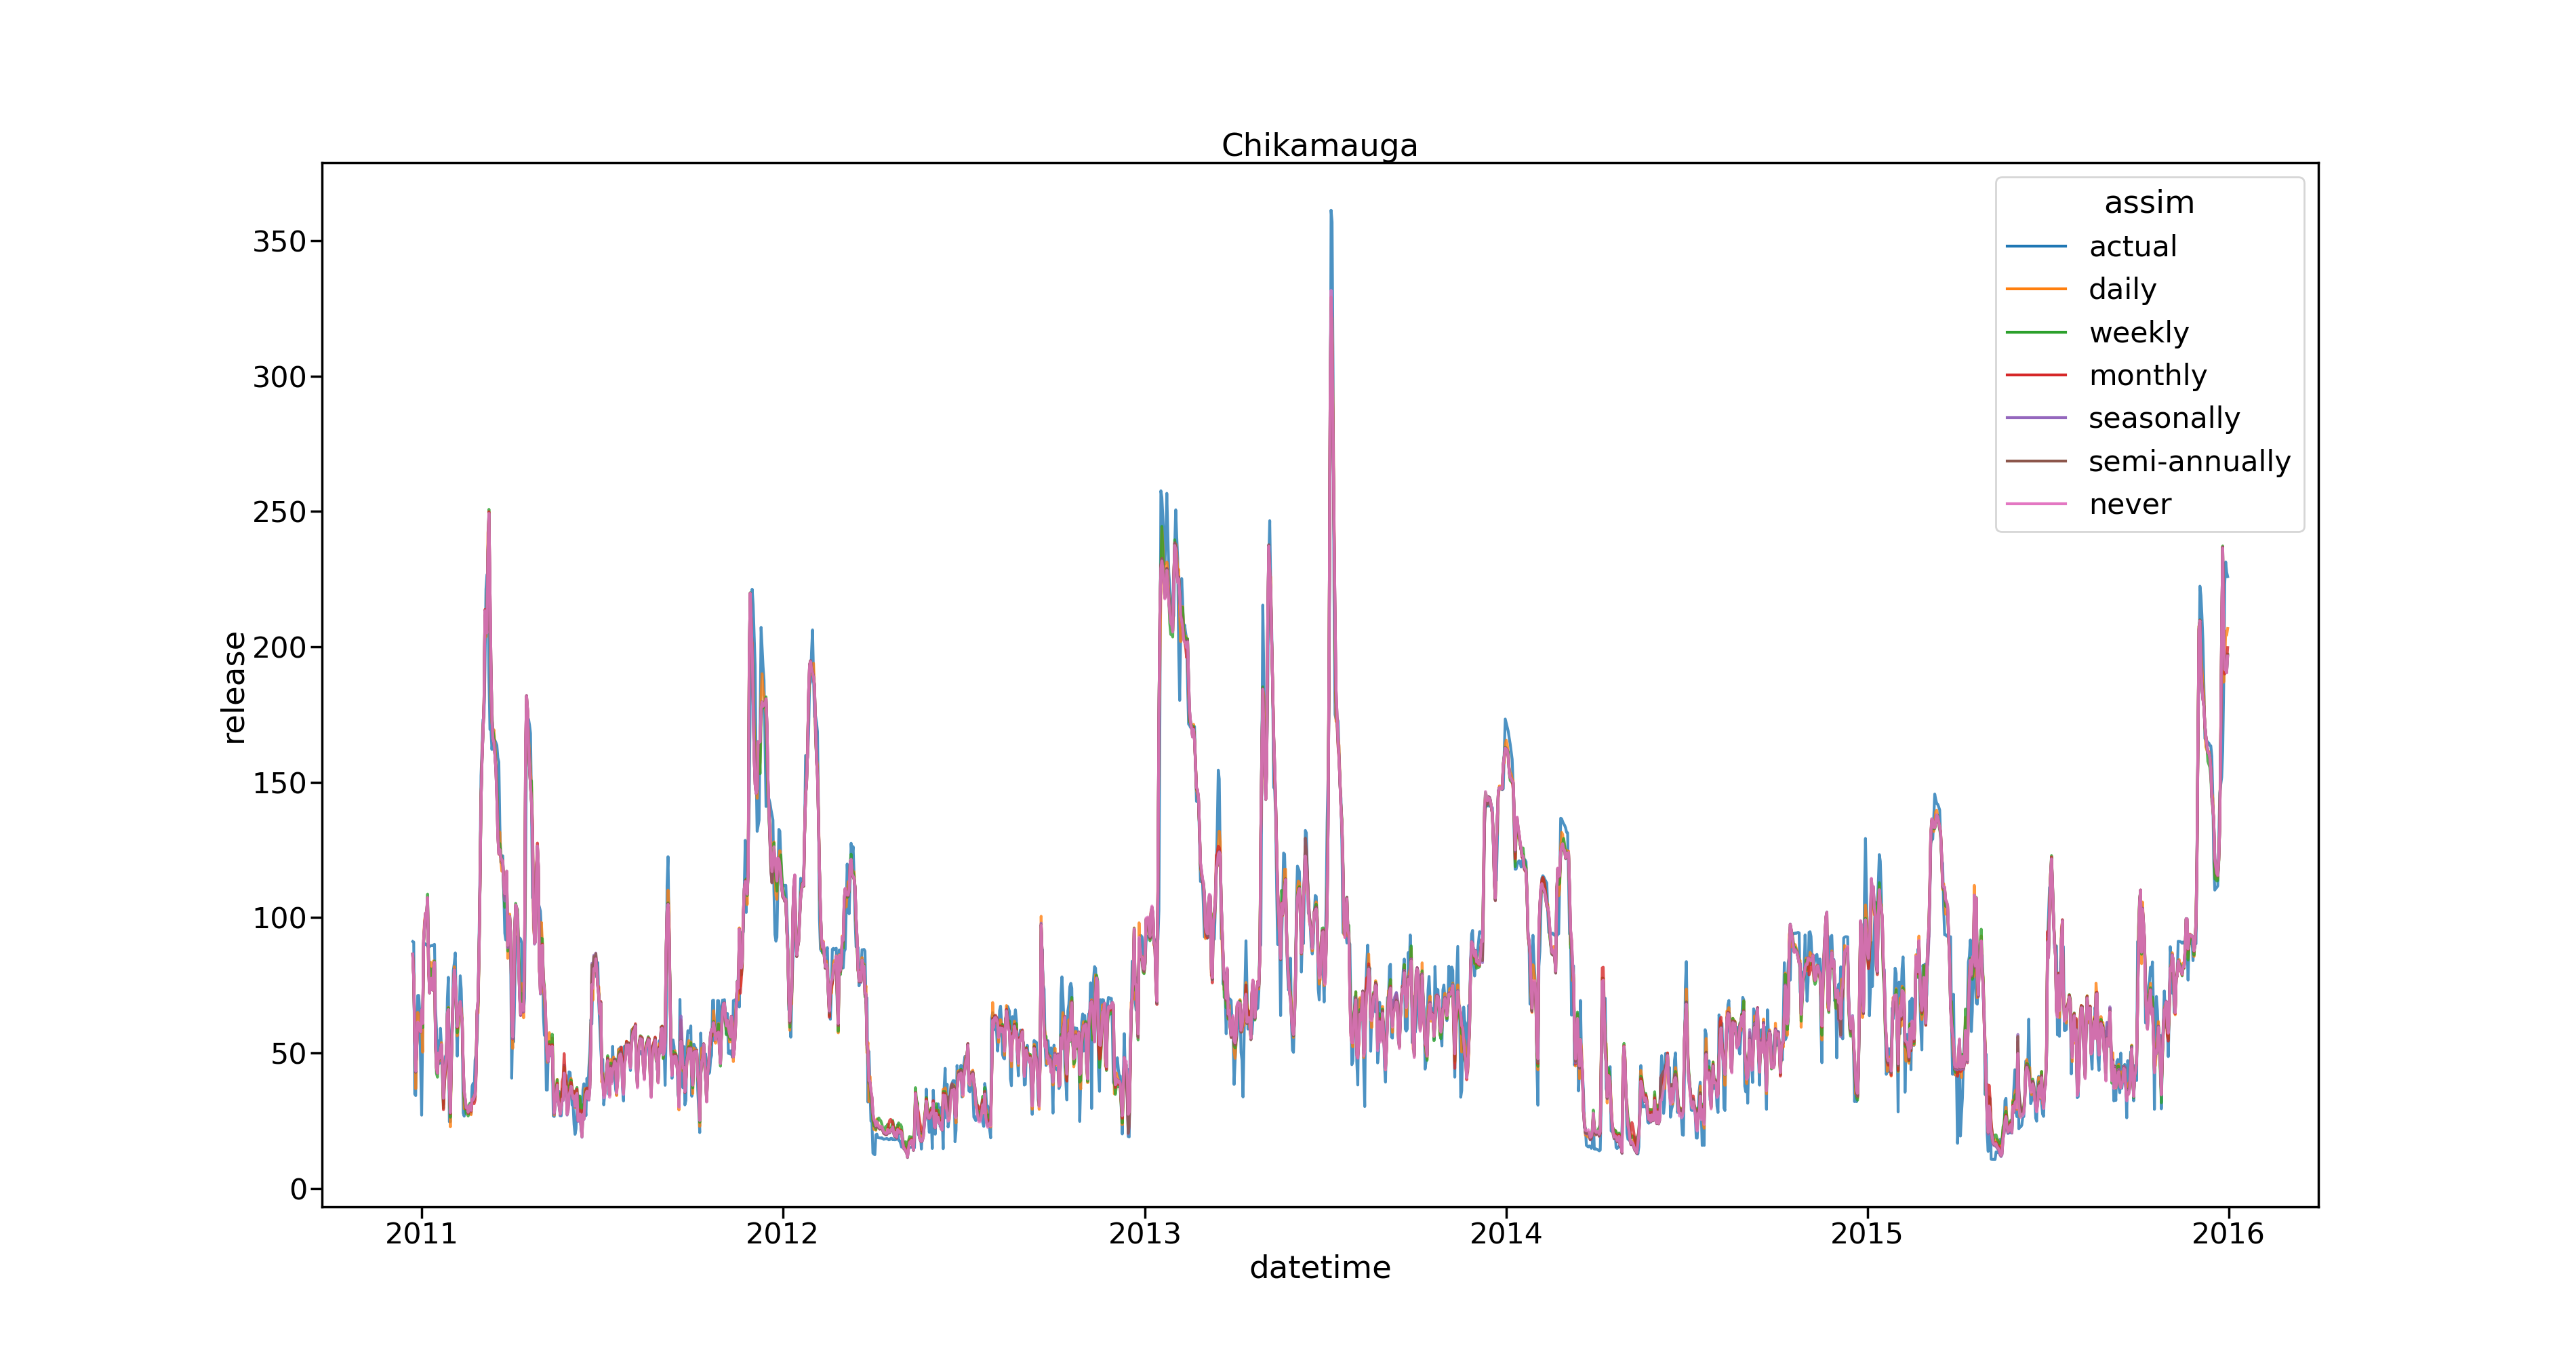 Chikamauga
assim
actual
daily
weekly
monthly
seasonally
semi-annually
never
release
350
300
250
200
150
100
50
0
2011 2012 2013 2014 2015 2016
datetime